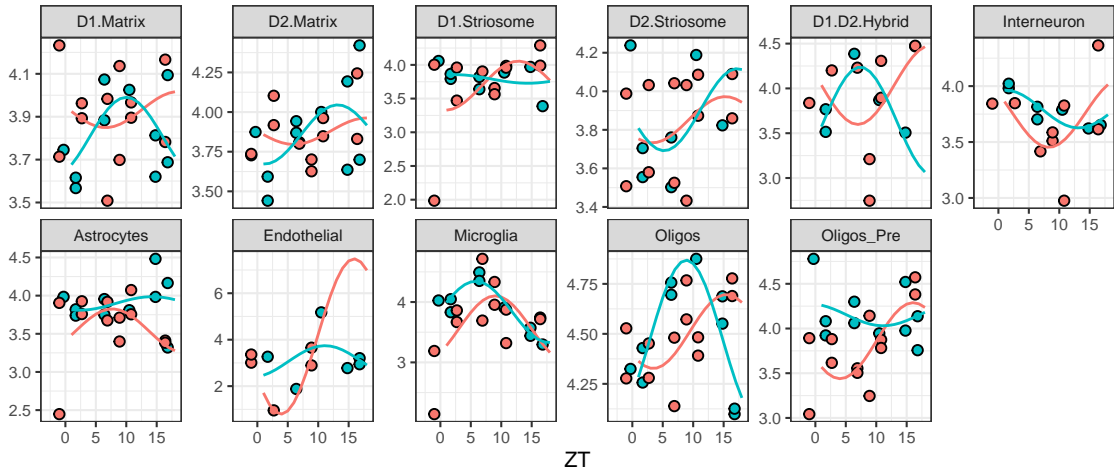 D1.Matrix D2.Matrix D1.Striosome D2.Striosome D1.D2.Hybrid Interneuron
4.1 3.9 3.7 3.5
4.25 4.00 3.75 3.50
4.0 3.5 3.0 2.5 2.0
4.2 4.0 3.8 3.6 3.4
4.5 4.0 3.5 3.0
4.0 3.5 3.0
0 5 10 15
Astrocytes Endothelial Microglia Oligos Oligos_Pre
4.5 4.0 3.5 3.0 2.5
6 4 2
4 3
4.75 4.50 4.25
4.5 4.0 3.5 3.0
0 5 10 15 0 5 10 15 0 5 10 15 0 5 10 15 0 5 10 15
ZT